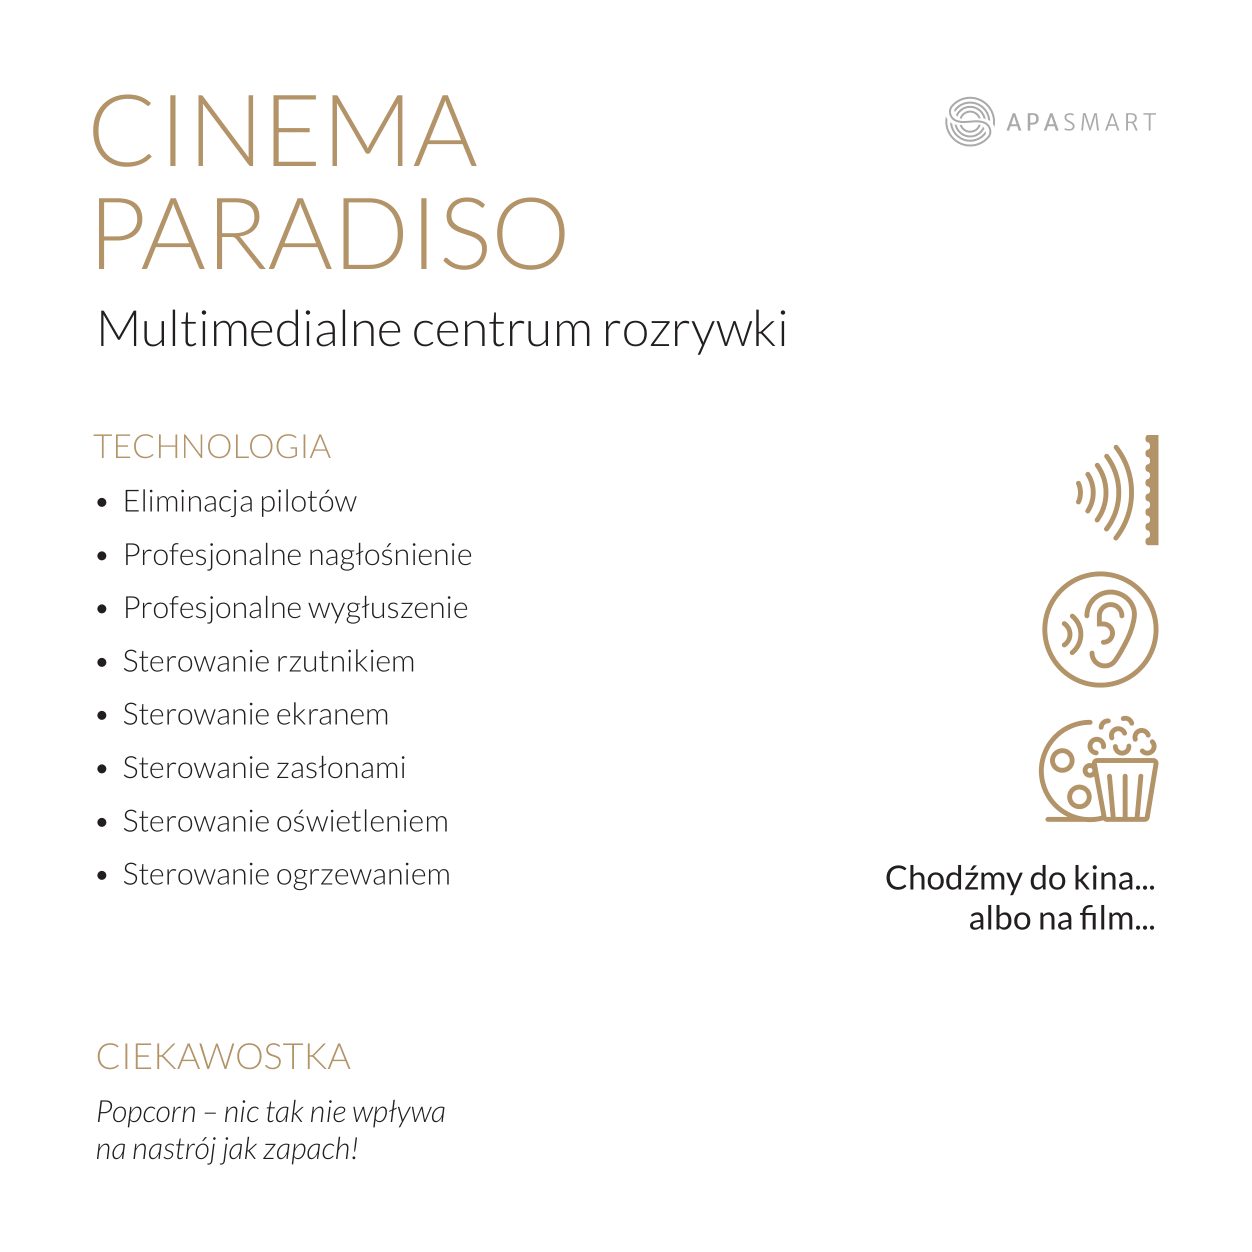 CINEMA
PARADISO
APASMART
Multimedialne centrum rozrywki
TECHNOLOGIA
• Eliminacja pilotów
• Profesjonalne nagłośnienie
• Profesjonalne wygłuszenie
• Sterowanie rzutnikiem
• Sterowanie ekranem
• Sterowanie zasłonami
• Sterowanie oświetleniem
• Sterowanie ogrzewaniem
Chodźmy do kina...
albo na film...
CIEKAWOSTKA
Popcorn – nic tak nie wpływa
na nastrój jak zapach!